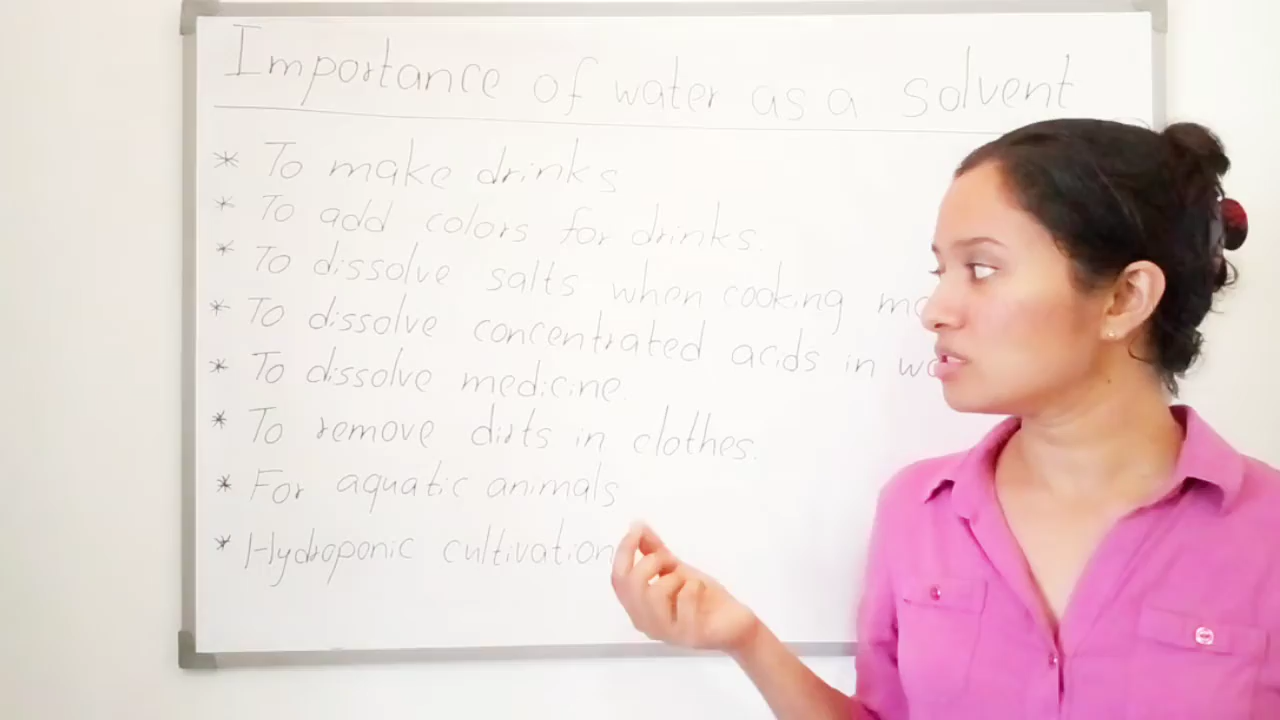 Importance of water as a solvent
* To make drinks
* To add colors for drinks.
* To dissolve salts when cooking
* To dissolve concentrated acids in
* To dissolve medicine.
* To remove dirts in clothes.
* For aquatic animals
* Hydroponic cultivation